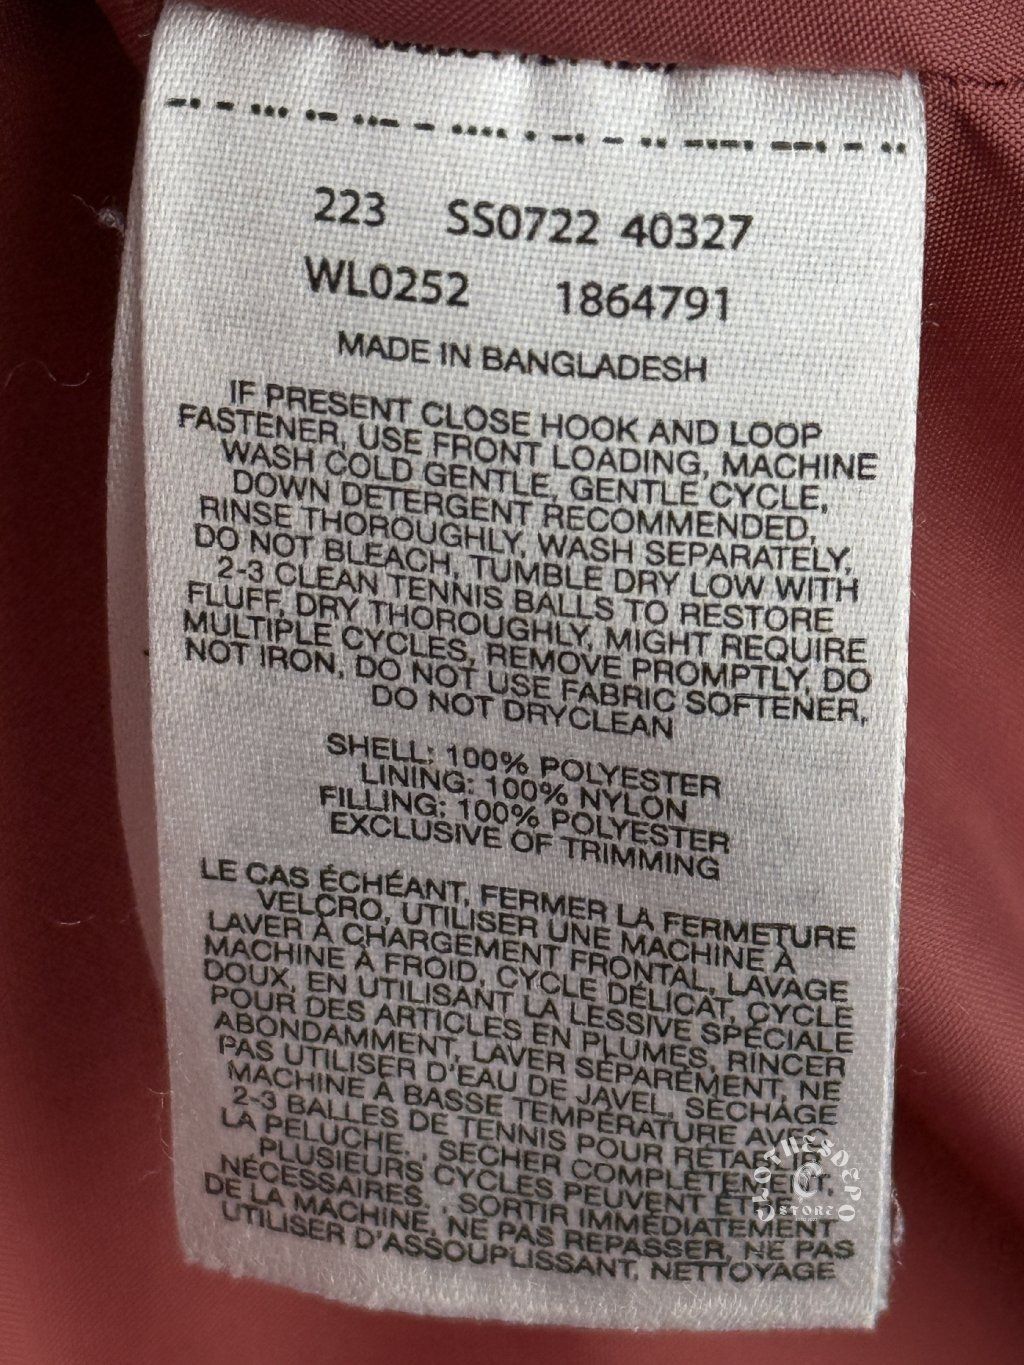 223 SS0722 40327
WL0252 1864791
MADE IN BANGLADESH
IF PRESENT CLOSE HOOK AND LOOP
FASTENER, USE FRONT LOADING, MACHINE
WASH COLD GENTLE, GENTLE CYCLE,
DOWN DETERGENT RECOMMENDED,
RINSE THOROUGHLY, WASH SEPARATELY,
DO NOT BLEACH, TUMBLE DRY LOW WITH
2-3 CLEAN TENNIS BALLS TO RESTORE
FLUFF, DRY THOROUGHLY, MIGHT REQUIRE
MULTIPLE CYCLES, REMOVE PROMPTLY, DO
NOT IRON, DO NOT USE FABRIC SOFTENER,
DO NOT DRYCLEAN
SHELL: 100% POLYESTER
LINING: 100% NYLON
FILLING: 100% POLYESTER
EXCLUSIVE OF TRIMMING
LE CAS ÉCHÉANT, FERMER LA FERMETURE
VELCRO, UTILISER UNE MACHINE À
LAVER À CHARGEMENT FRONTAL, LAVAGE
MACHINE À FROID, CYCLE DÉLICAT, CYCLE
DOUX, EN UTILISANT LA LESSIVE SPÉCIALE
POUR DES ARTICLES EN PLUMES, RINCER
ABONDAMMENT, LAVER SÉPARÉMENT, NE
PAS UTILISER D'EAU DE JAVEL, SÉCHAGE
MACHINE À BASSE TEMPÉRATURE AVEC
2-3 BALLES DE TENNIS POUR RÉTABLIR
LA PELUCHE, , SÉCHER COMPLÈTEMENT,
PLUSIEURS CYCLES PEUVENT ÊTRE
NÉCESSAIRES, , SORTIR IMMÉDIATEMENT
DE LA MACHINE, NE PAS REPASSER, NE PAS
UTILISER D'ASSOUPLISSANT, NETTOYAGE
CLOTHESDEPO
STORE